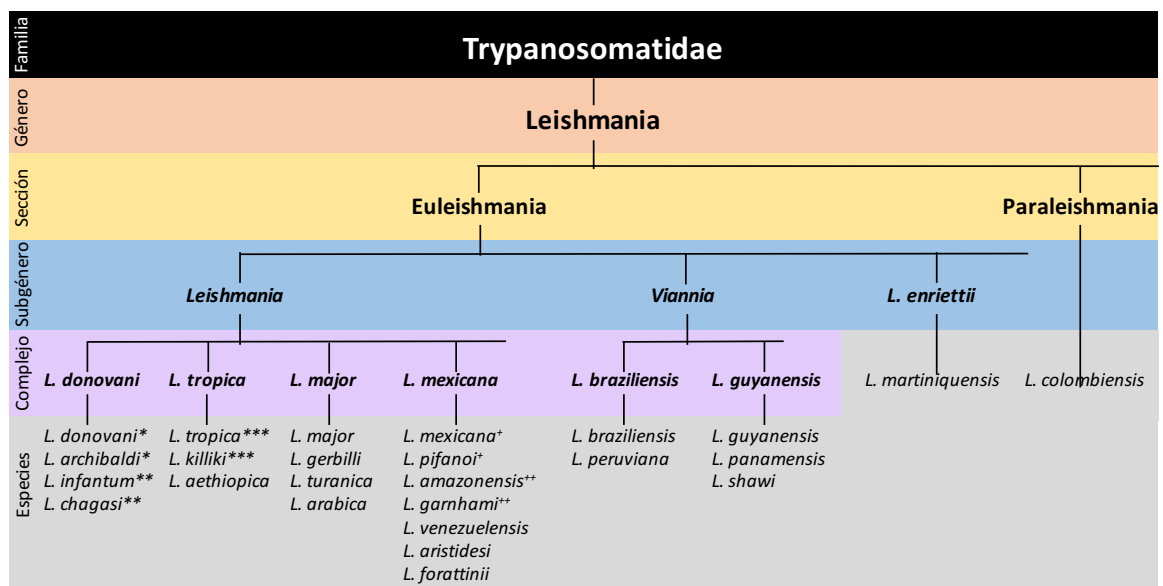 Familia
Trypanosomatidae
Género
Leishmania
Sección
Euleishmania
Paraleishmania
Subgénero
Leishmania
Viannia
L. enriettii
Complejo
L. donovani
L. tropica
L. major
L. mexicana
L. braziliensis
L. guyanensis
L. martiniquensis
L. colombiensis
Especies
L. donovani*
L. archibaldi*
L. infantum**
L. chagasi**
L. tropica***
L. killiki***
L. aethiopica
L. major
L. gerbilli
L. turanica
L. arabica
L. mexicana⁺
L. pifanoi⁺
L. amazonensis⁺⁺
L. garnhami⁺⁺
L. venezuelensis
L. aristidesi
L. forattinii
L. braziliensis
L. peruviana
L. guyanensis
L. panamensis
L. shawi